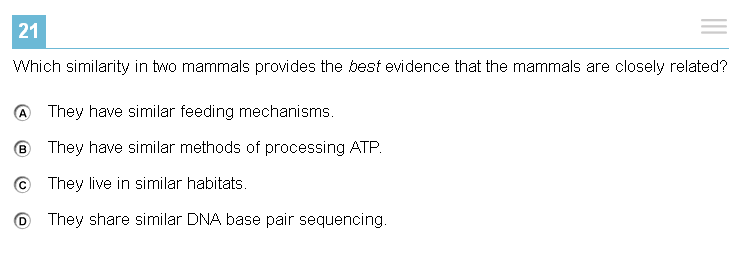 21
Which similarity in two mammals provides the best evidence that the mammals are closely related?
A They have similar feeding mechanisms.
B They have similar methods of processing ATP.
C They live in similar habitats.
D They share similar DNA base pair sequencing.